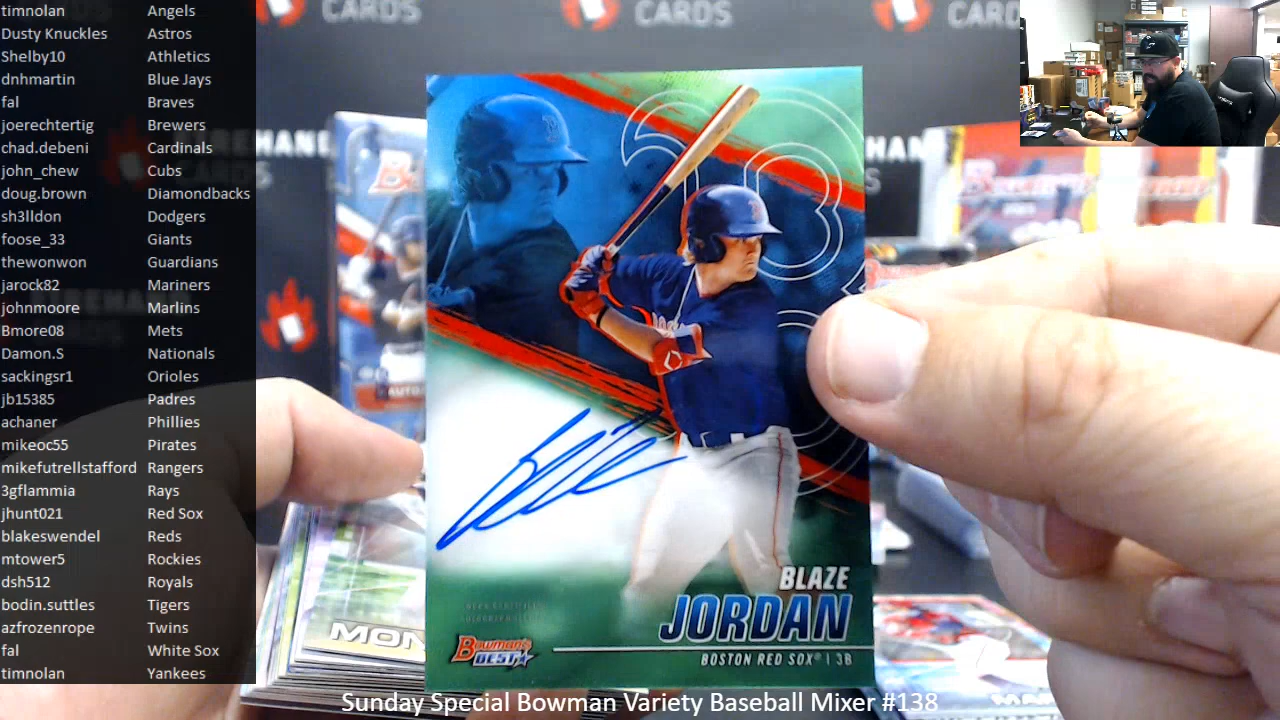 timnolan Angels
Dusty Knuckles Astros
Shelby10 Athletics
dnhmartin Blue Jays
fal Braves
joerechtertig Brewers
chad.debeni Cardinals
john_chew Cubs
doug.brown Diamondbacks
sh3lldon Dodgers
foose_33 Giants
thewonwon Guardians
jarock82 Mariners
johnmoore Marlins
Bmore08 Mets
Damon.S Nationals
sackingsr1 Orioles
jb15385 Padres
achaner Phillies
mikeoc55 Pirates
mikefutrellstafford Rangers
3gflammia Rays
jhunt021 Red Sox
blakeswendel Reds
mtower5 Rockies
dsh512 Royals
bodin.suttles Tigers
azfrozenrope Twins
fal White Sox
timnolan Yankees
CARDS
CARDS
CARDS
BLAZE
JORDAN
BOSTON RED SOX® | 3B
Bowman's
BEST
Sunday Special Bowman Variety Baseball Mixer #138